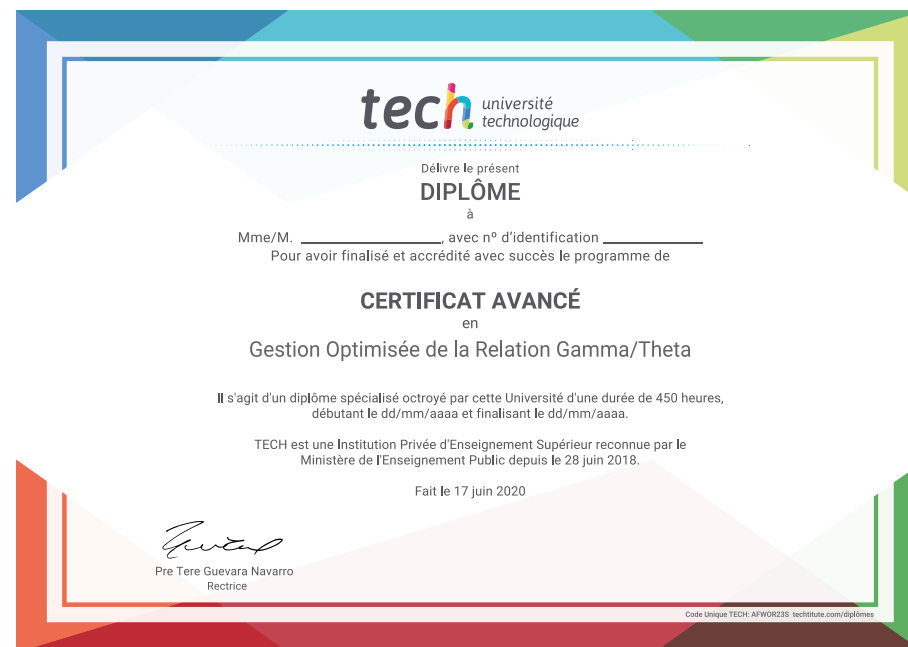 tech université
technologique
Délivre le présent
DIPLÔME
à
Mme/M. ____________________, avec nº d'identification ______________
Pour avoir finalisé et accrédité avec succès le programme de
CERTIFICAT AVANCÉ
en
Gestion Optimisée de la Relation Gamma/Theta
Il s'agit d'un diplôme spécialisé octroyé par cette Université d'une durée de 450 heures,
débutant le dd/mm/aaaa et finalisant le dd/mm/aaaa.
TECH est une Institution Privée d'Enseignement Supérieur reconnue par le
Ministère de l'Enseignement Public depuis le 28 juin 2018.
Fait le 17 juin 2020
Pre Tere Guevara Navarro
Rectrice
Code Unique TECH: AFWOR23S techtitute.com/diplômes